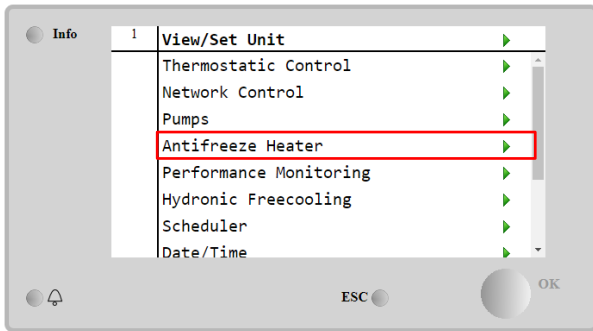 Info
1 View/Set Unit
Thermostatic Control
Network Control
Pumps
Antifreeze Heater
Performance Monitoring
Hydronic Freecooling
Scheduler
Date/Time
ESC
OK